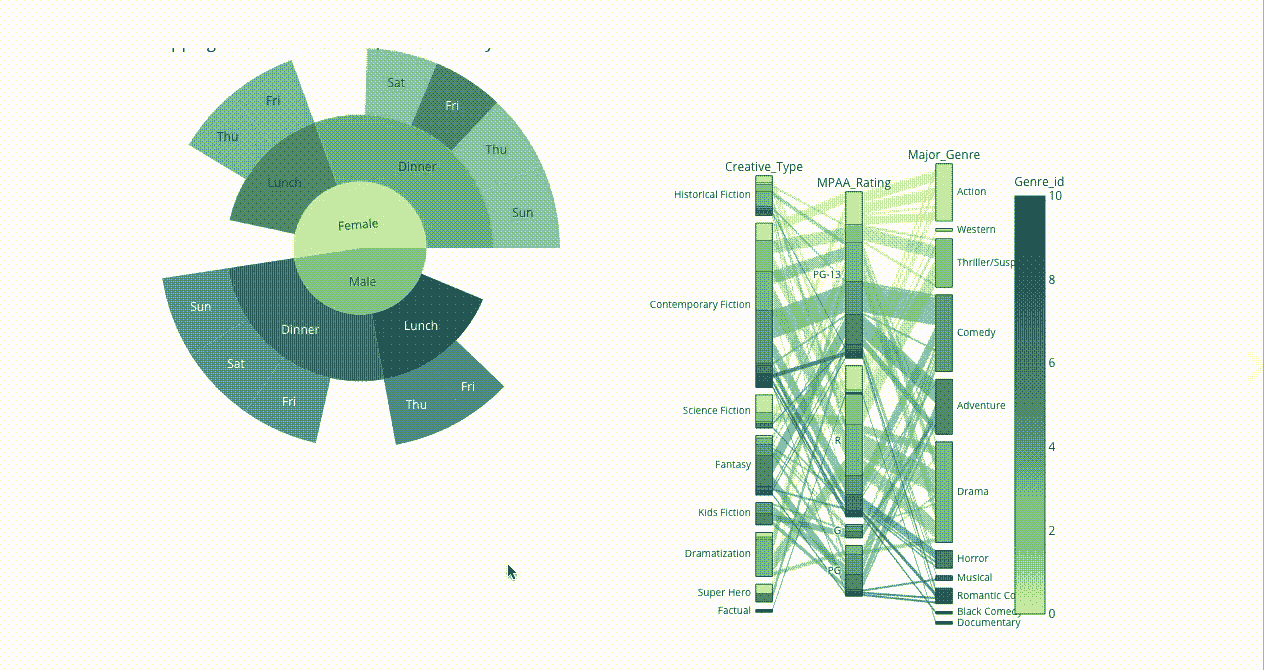 Sat
Fri
Thu
Sun
Dinner
Fri
Thu
Lunch
Female
Male
Sun
Sat
Fri
Dinner
Lunch
Fri
Thu
Creative_Type
MPAA_Rating
Major_Genre
Historical Fiction
Contemporary Fiction
Science Fiction
Fantasy
Kids Fiction
Dramatization
Super Hero
Factual
PG-13
R
G
PG
Action
Western
Thriller/Susp
Comedy
Adventure
Drama
Horror
Musical
Romantic Co
Black Comedy
Documentary
Genre_id
10
8
6
4
2
0